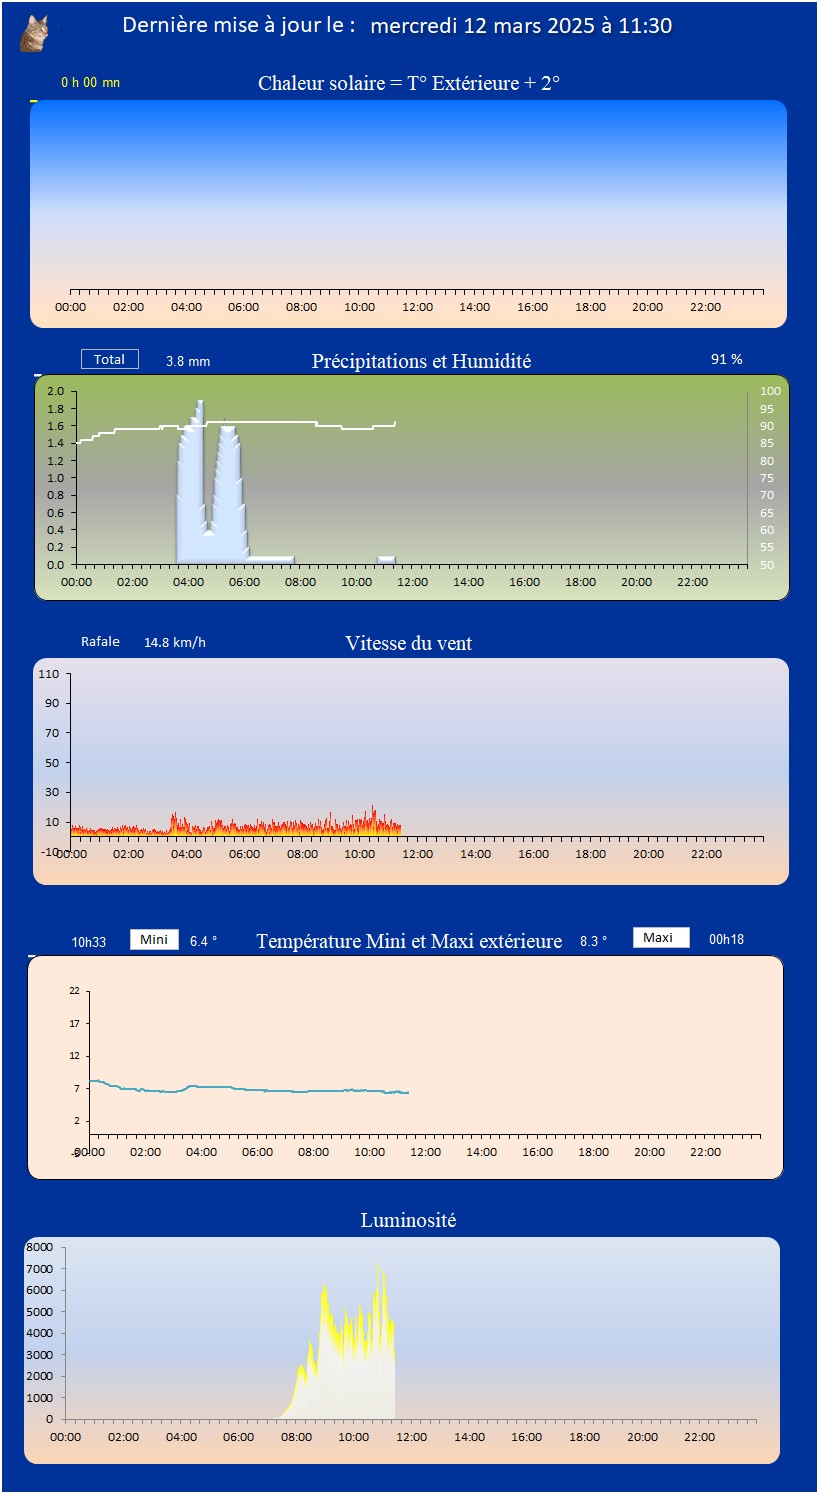 Dernière mise à jour le : mercredi 12 mars 2025 à 11:30
0 h 00 mn Chaleur solaire = T° Extérieure + 2°
00:00 02:00 04:00 06:00 08:00 10:00 12:00 14:00 16:00 18:00 20:00 22:00
Total 3.8 mm Précipitations et Humidité 91 %
2.0 100
1.8 95
1.6 90
1.4 85
1.2 80
1.0 75
0.8 70
0.6 65
0.4 60
0.2 55
0.0 50
00:00 02:00 04:00 06:00 08:00 10:00 12:00 14:00 16:00 18:00 20:00 22:00
Rafale 14.8 km/h Vitesse du vent
110
90
70
50
30
10
-10 00:00 02:00 04:00 06:00 08:00 10:00 12:00 14:00 16:00 18:00 20:00 22:00
10h33 Mini 6.4 ° Température Mini et Maxi extérieure 8.3 ° Maxi 00h18
22
17
12
7
2
-3 00:00 02:00 04:00 06:00 08:00 10:00 12:00 14:00 16:00 18:00 20:00 22:00
Luminosité
8000
7000
6000
5000
4000
3000
2000
1000
0
00:00 02:00 04:00 06:00 08:00 10:00 12:00 14:00 16:00 18:00 20:00 22:00